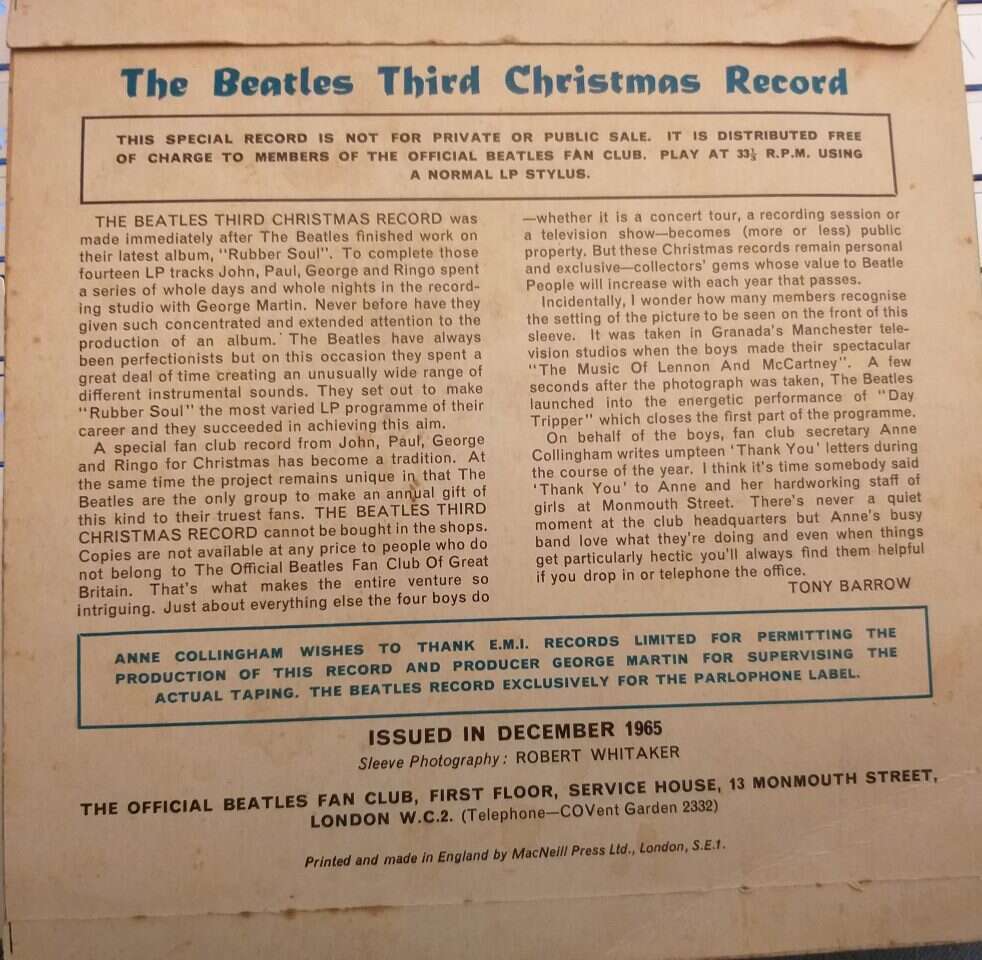 The Beatles Third Christmas Record
THIS SPECIAL RECORD IS NOT FOR PRIVATE OR PUBLIC SALE. IT IS DISTRIBUTED FREE
OF CHARGE TO MEMBERS OF THE OFFICIAL BEATLES FAN CLUB. PLAY AT 33⅓ R.P.M. USING
A NORMAL LP STYLUS.
THE BEATLES THIRD CHRISTMAS RECORD was
made immediately after The Beatles finished work on
their latest album, "Rubber Soul". To complete those
fourteen LP tracks John, Paul, George and Ringo spent
a series of whole days and whole nights in the record-
ing studio with George Martin. Never before have they
given such concentrated and extended attention to the
production of an album. The Beatles have always
been perfectionists but on this occasion they spent a
great deal of time creating an unusually wide range of
different instrumental sounds. They set out to make
"Rubber Soul" the most varied LP programme of their
career and they succeeded in achieving this aim.
A special fan club record from John, Paul, George
and Ringo for Christmas has become a tradition. At
the same time the project remains unique in that The
Beatles are the only group to make an annual gift of
this kind to their truest fans. THE BEATLES THIRD
CHRISTMAS RECORD cannot be bought in the shops.
Copies are not available at any price to people who do
not belong to The Official Beatles Fan Club Of Great
Britain. That's what makes the entire venture so
intriguing. Just about everything else the four boys do
—whether it is a concert tour, a recording session or
a television show—becomes (more or less) public
property. But these Christmas records remain personal
and exclusive—collectors' gems whose value to Beatle
People will increase with each year that passes.
Incidentally, I wonder how many members recognise
the setting of the picture to be seen on the front of this
sleeve. It was taken in Granada's Manchester tele-
vision studios when the boys made their spectacular
"The Music Of Lennon And McCartney". A few
seconds after the photograph was taken, The Beatles
launched into the energetic performance of "Day
Tripper" which closes the first part of the programme.
On behalf of the boys, fan club secretary Anne
Collingham writes umpteen 'Thank You' letters during
the course of the year. I think it's time somebody said
'Thank You' to Anne and her hardworking staff of
girls at Monmouth Street. There's never a quiet
moment at the club headquarters but Anne's busy
band love what they're doing and even when things
get particularly hectic you'll always find them helpful
if you drop in or telephone the office.
TONY BARROW
ANNE COLLINGHAM WISHES TO THANK E.M.I. RECORDS LIMITED FOR PERMITTING THE
PRODUCTION OF THIS RECORD AND PRODUCER GEORGE MARTIN FOR SUPERVISING THE
ACTUAL TAPING. THE BEATLES RECORD EXCLUSIVELY FOR THE PARLOPHONE LABEL.
ISSUED IN DECEMBER 1965
Sleeve Photography: ROBERT WHITAKER
THE OFFICIAL BEATLES FAN CLUB, FIRST FLOOR, SERVICE HOUSE, 13 MONMOUTH STREET,
LONDON W.C.2. (Telephone—COVent Garden 2332)
Printed and made in England by MacNeill Press Ltd., London, S.E.1.